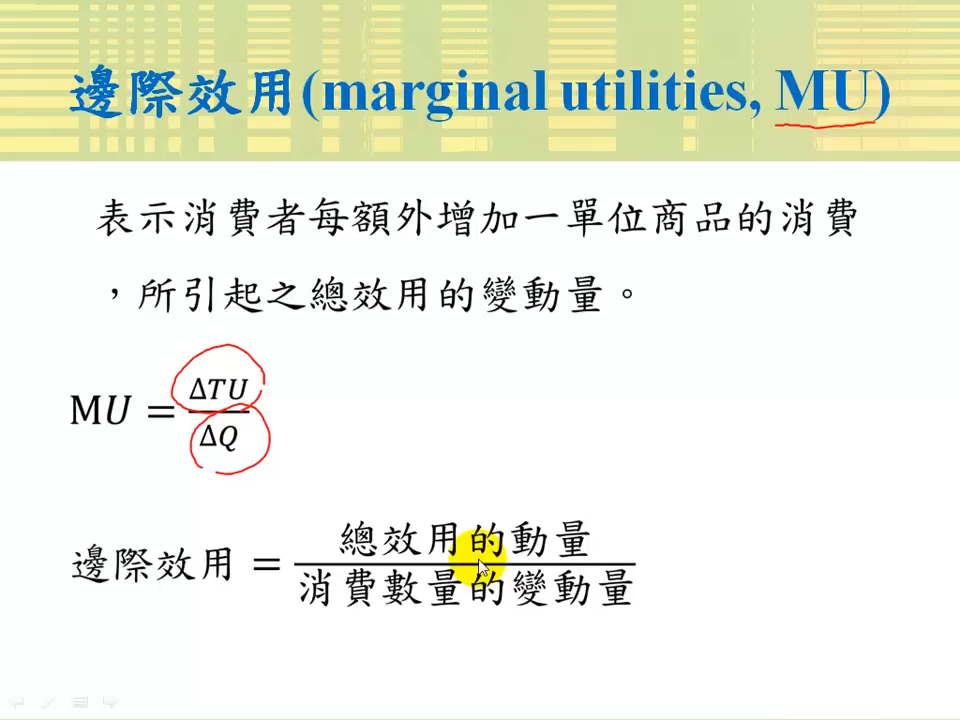 邊際效用(marginal utilities, MU)
表示消費者每額外增加一單位商品的消費
，所引起之總效用的變動量。
MU = ΔTU / ΔQ
邊際效用 = 總效用的動量 / 消費數量的變動量